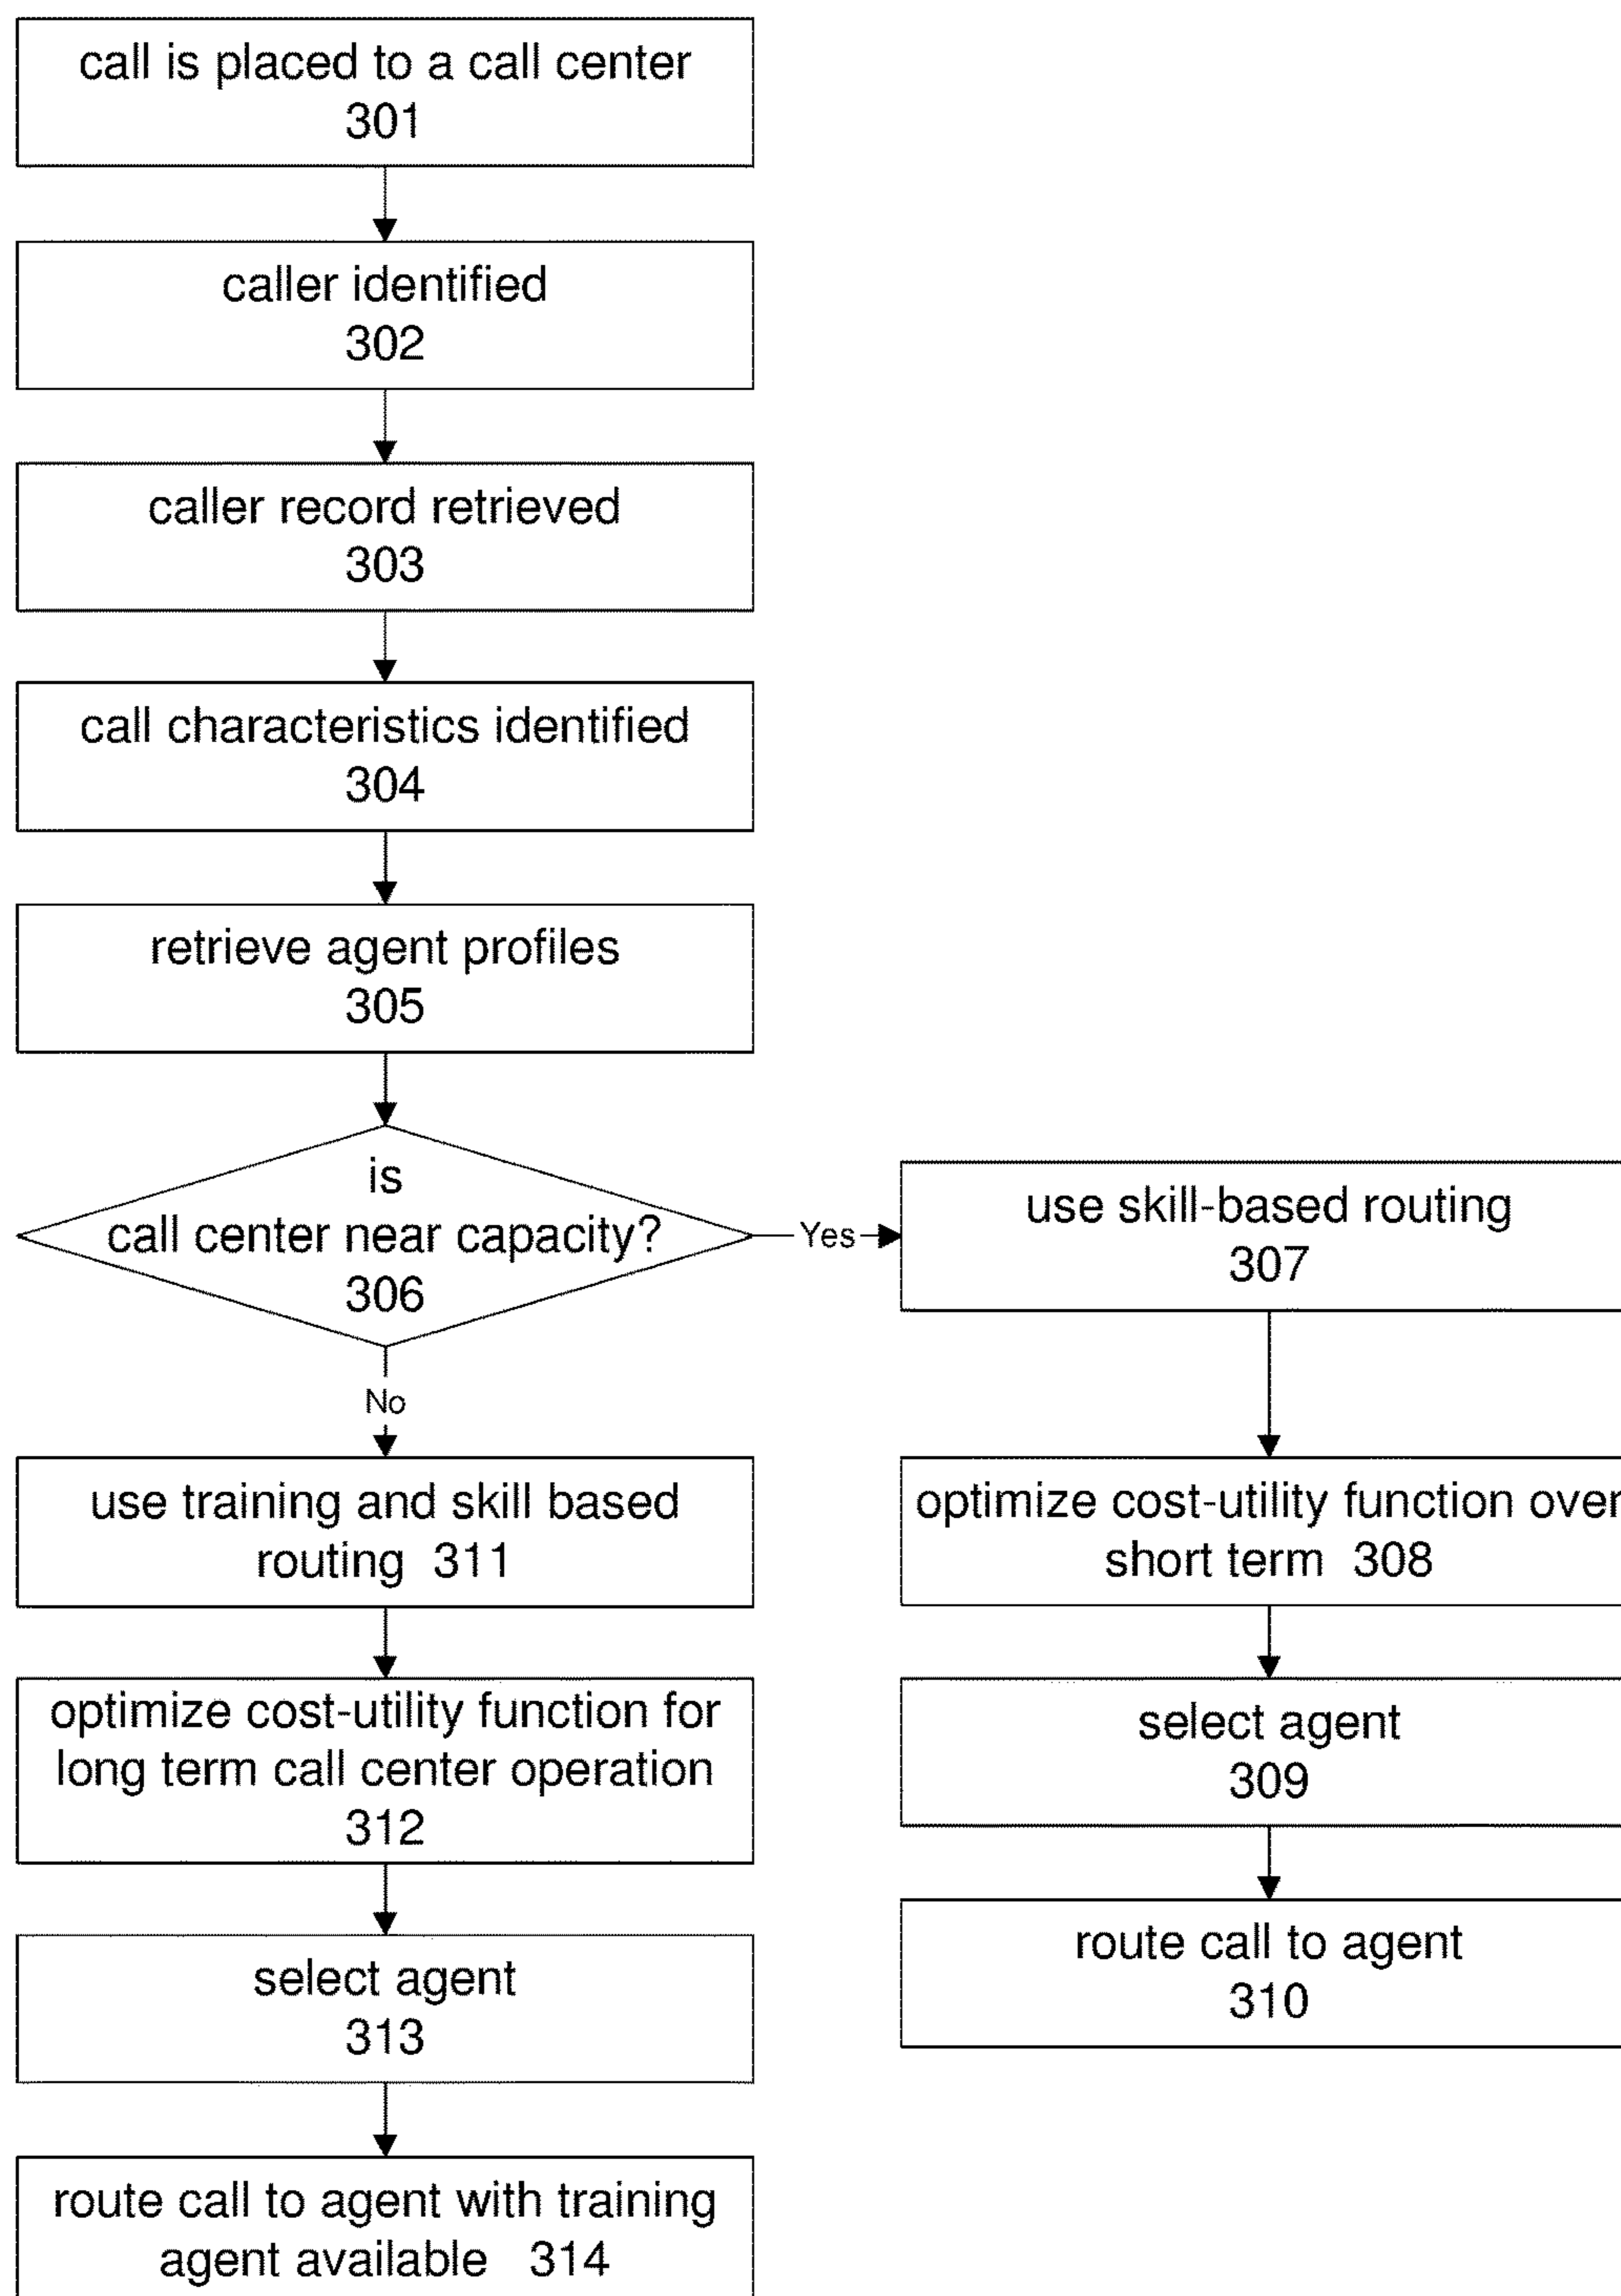 call is placed to a call center
301
caller identified
302
caller record retrieved
303
call characteristics identified
304
retrieve agent profiles
305
is
call center near capacity?
306
Yes
use skill-based routing
307
optimize cost-utility function over
short term 308
select agent
309
route call to agent
310
No
use training and skill based
routing 311
optimize cost-utility function for
long term call center operation
312
select agent
313
route call to agent with training
agent available 314